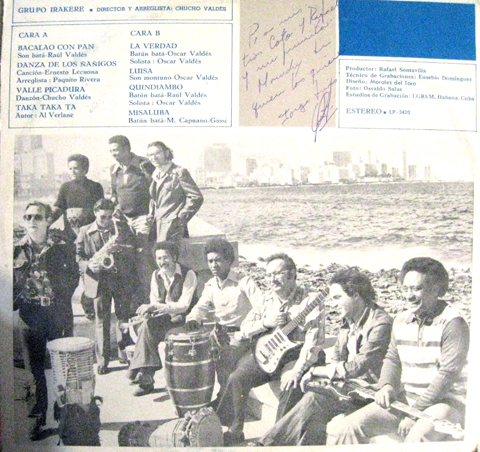 GRUPO IRAKERE • DIRECTOR Y ARREGLISTA: CHUCHO VALDÉS
CARA A
BACALAO CON PAN
Son batá-Raúl Valdés
DANZA DE LOS ÑAÑIGOS
Canción-Ernesto Lecuona
Arreglista : Paquito Rivera
VALLE PICADURA
Danzón-Chucho Valdés
TAKA TAKA TA
Autor : Al Verlane
CARA B
LA VERDAD
Batún batá-Oscar Valdés
Solista : Oscar Valdés
LUISA
Son montuno-Oscar Valdés
QUINDIAMBO
Batún batá-Raúl Valdés
Solista : Oscar Valdés
MISALUBA
Batún batá-M.
Productor: Rafael
Técnico de Grabaciones: Eusebio Domínguez
Diseño: Morales del Toro
Foto: Osvaldo Salas
Estudios de Grabación: EGREM, Habana, Cuba
ESTEREO • LP-3420